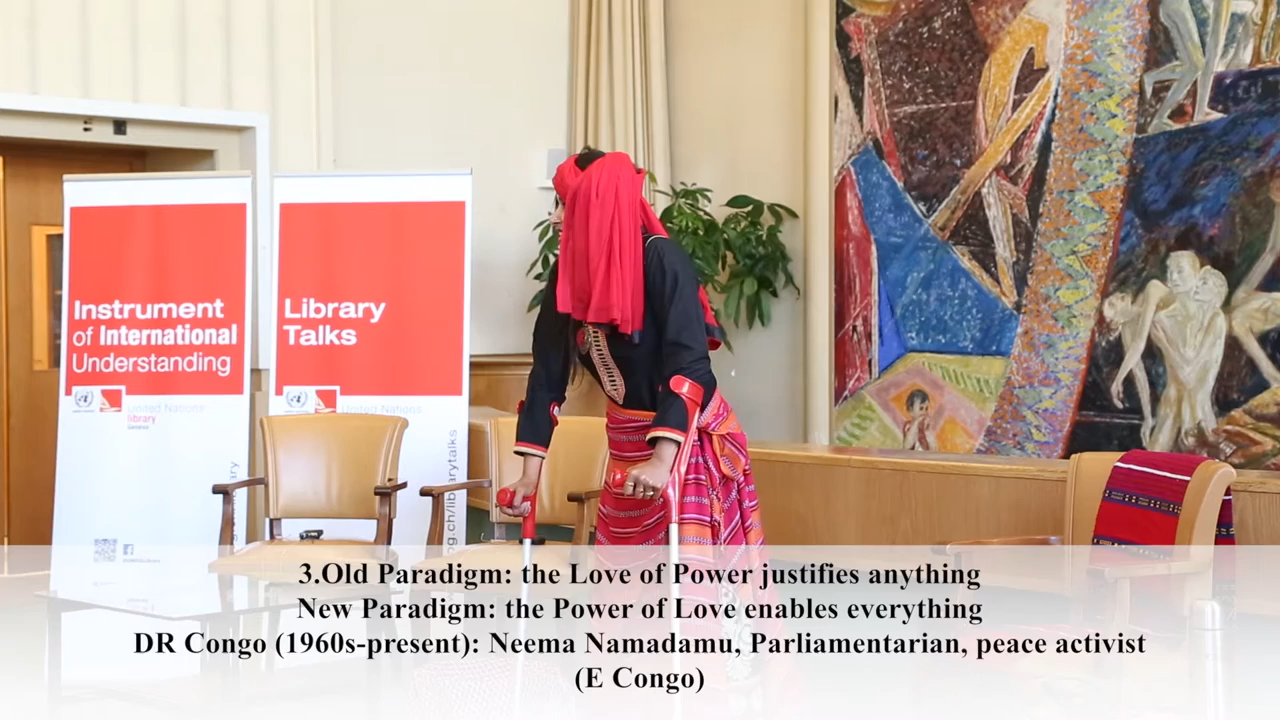 Instrument
of International
Understanding
Library
Talks
United Nations
library
United Nations
3.Old Paradigm: the Love of Power justifies anything
New Paradigm: the Power of Love enables everything
DR Congo (1960s-present): Neema Namadamu, Parliamentarian, peace activist
(E Congo)